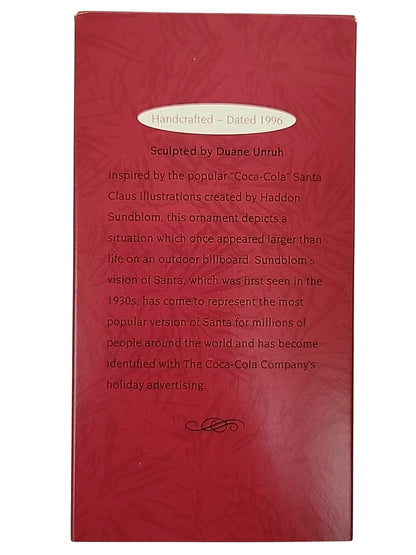 Handcrafted ~ Dated 1996
Sculpted by Duane Unruh
Inspired by the popular "Coca-Cola" Santa
Claus illustrations created by Haddon
Sundblom, this ornament depicts a
situation which once appeared larger than
life on an outdoor billboard. Sundblom's
vision of Santa, which was first seen in the
1930s, has come to represent the most
popular version of Santa for millions of
people around the world and has become
identified with The Coca-Cola Company's
holiday advertising.